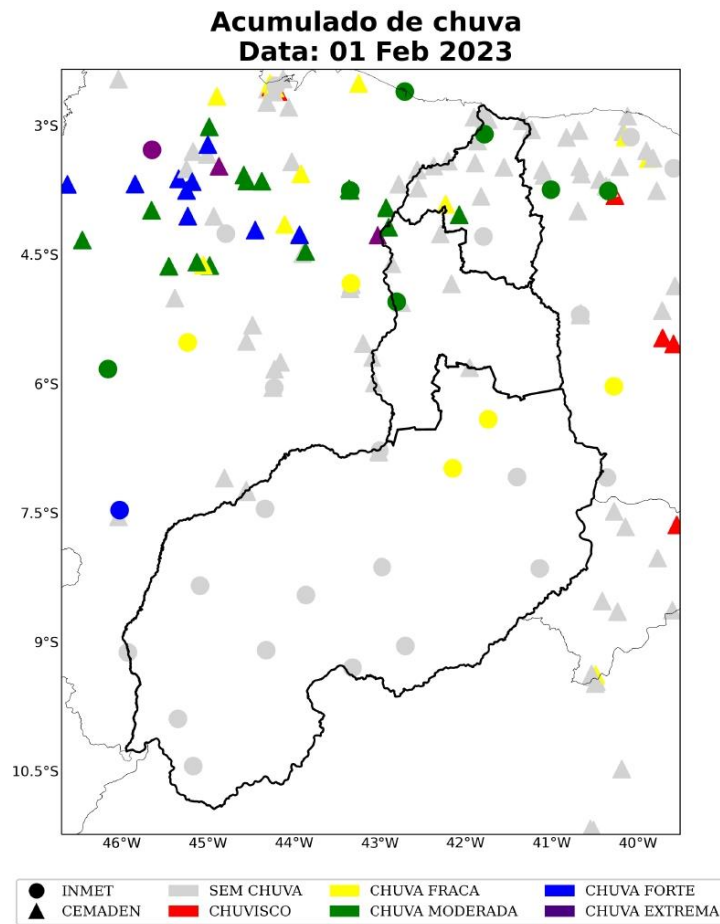 Acumulado de chuva
Data: 01 Feb 2023
3°S
4.5°S
6°S
7.5°S
9°S
10.5°S
46°W 45°W 44°W 43°W 42°W 41°W 40°W
INMET SEM CHUVA CHUVA FRACA CHUVA FORTE
CEMADEN CHUVISCO CHUVA MODERADA CHUVA EXTREMA